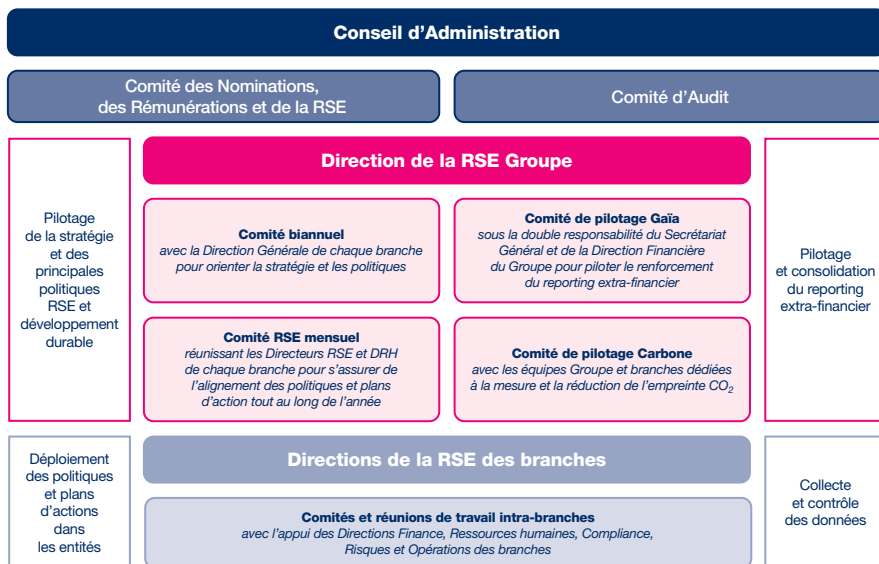 Conseil d'Administration
Comité des Nominations,
des Rémunérations et de la RSE
Comité d'Audit
Pilotage
de la stratégie
et des
principales
politiques
RSE et
développement
durable
Direction de la RSE Groupe
Comité biannuel
avec la Direction Générale de chaque branche
pour orienter la stratégie et les politiques
Comité de pilotage Gaïa
sous la double responsabilité du Secrétariat
Général et de la Direction Financière
du Groupe pour piloter le renforcement
du reporting extra-financier
Comité RSE mensuel
réunissant les Directeurs RSE et DRH
de chaque branche pour s'assurer de
l'alignement des politiques et plans
d'action tout au long de l'année
Comité de pilotage Carbone
avec les équipes Groupe et branches dédiées
à la mesure et la réduction de l'empreinte CO₂
Pilotage
et consolidation
du reporting
extra-financier
Déploiement
des politiques
et plans
d'actions
dans
les entités
Directions de la RSE des branches
Comités et réunions de travail intra-branches
avec l'appui des Directions Finance, Ressources humaines, Compliance,
Risques et Opérations des branches
Collecte
et contrôle
des données